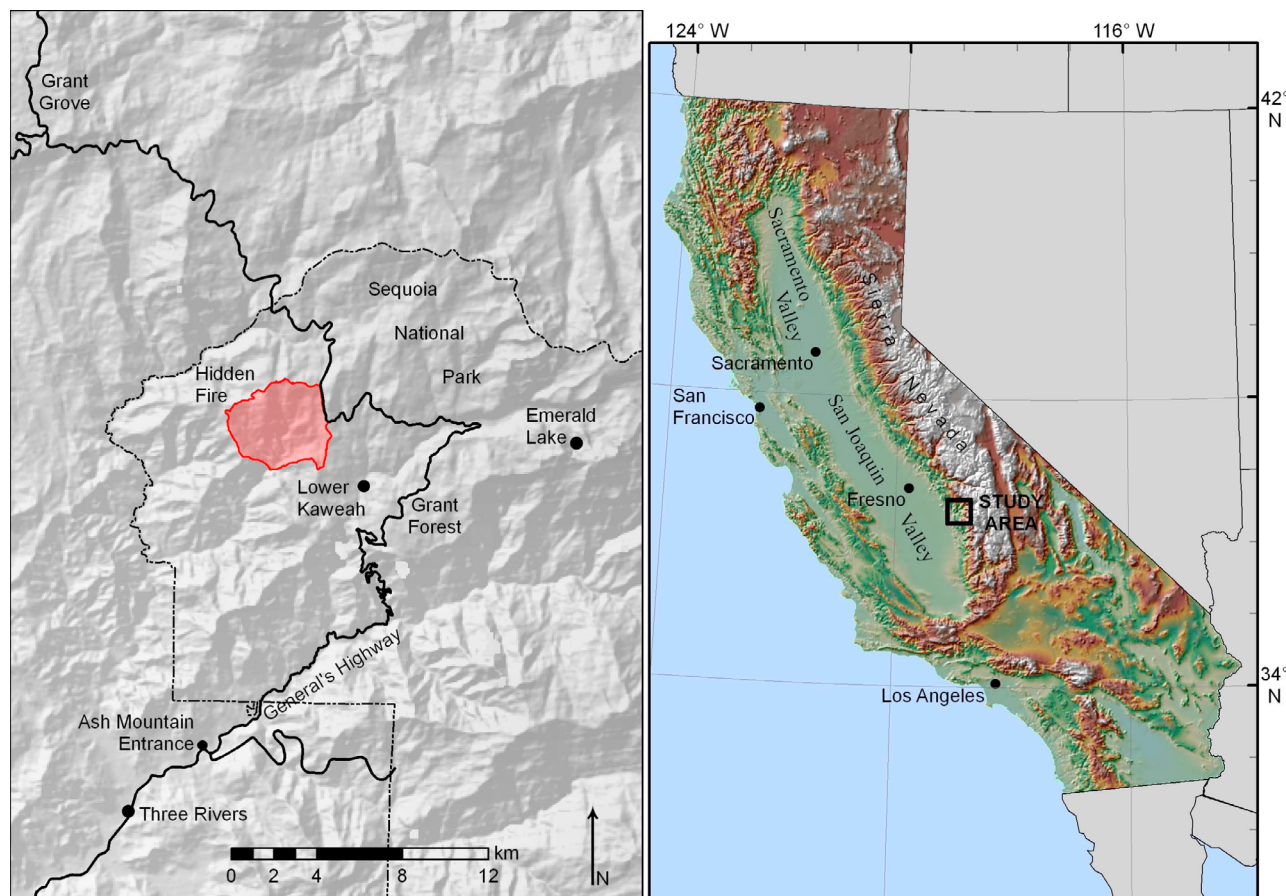 Grant
Grove
Sequoia
National
Park
Hidden
Fire
Emerald
Lake
Lower
Kaweah
Grant
Forest
General's Highway
Ash Mountain
Entrance
Three Rivers
km
0 2 4 8 12
N
124° W
116° W
42°
N
Sacramento
Valley
Sierra
Nevada
Sacramento
San
Francisco
San Joaquin
Valley
Fresno
STUDY
AREA
Los Angeles
34°
N